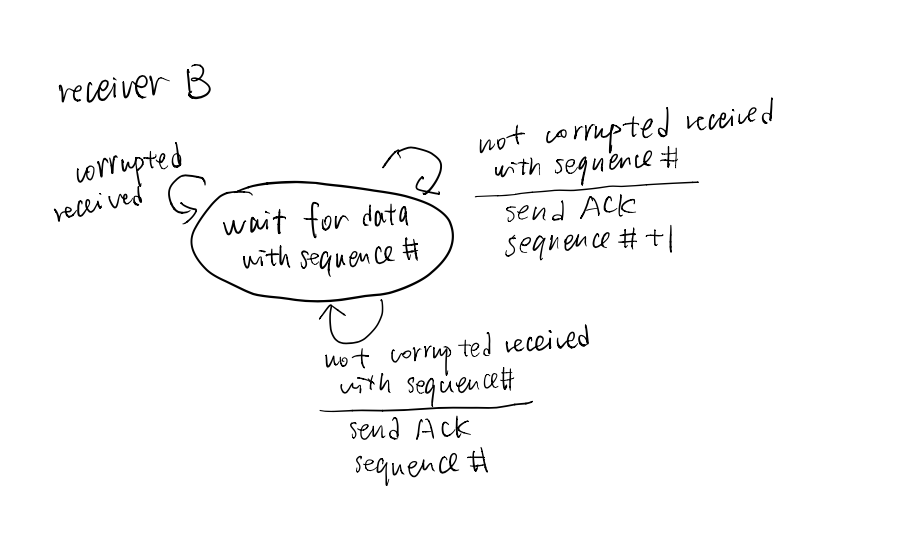 receiver B
corrupted
received
wait for data
with sequence #
not corrupted received
with sequence #
send ACK
sequence # +1
not corrupted received
with sequence #
send ACK
sequence #